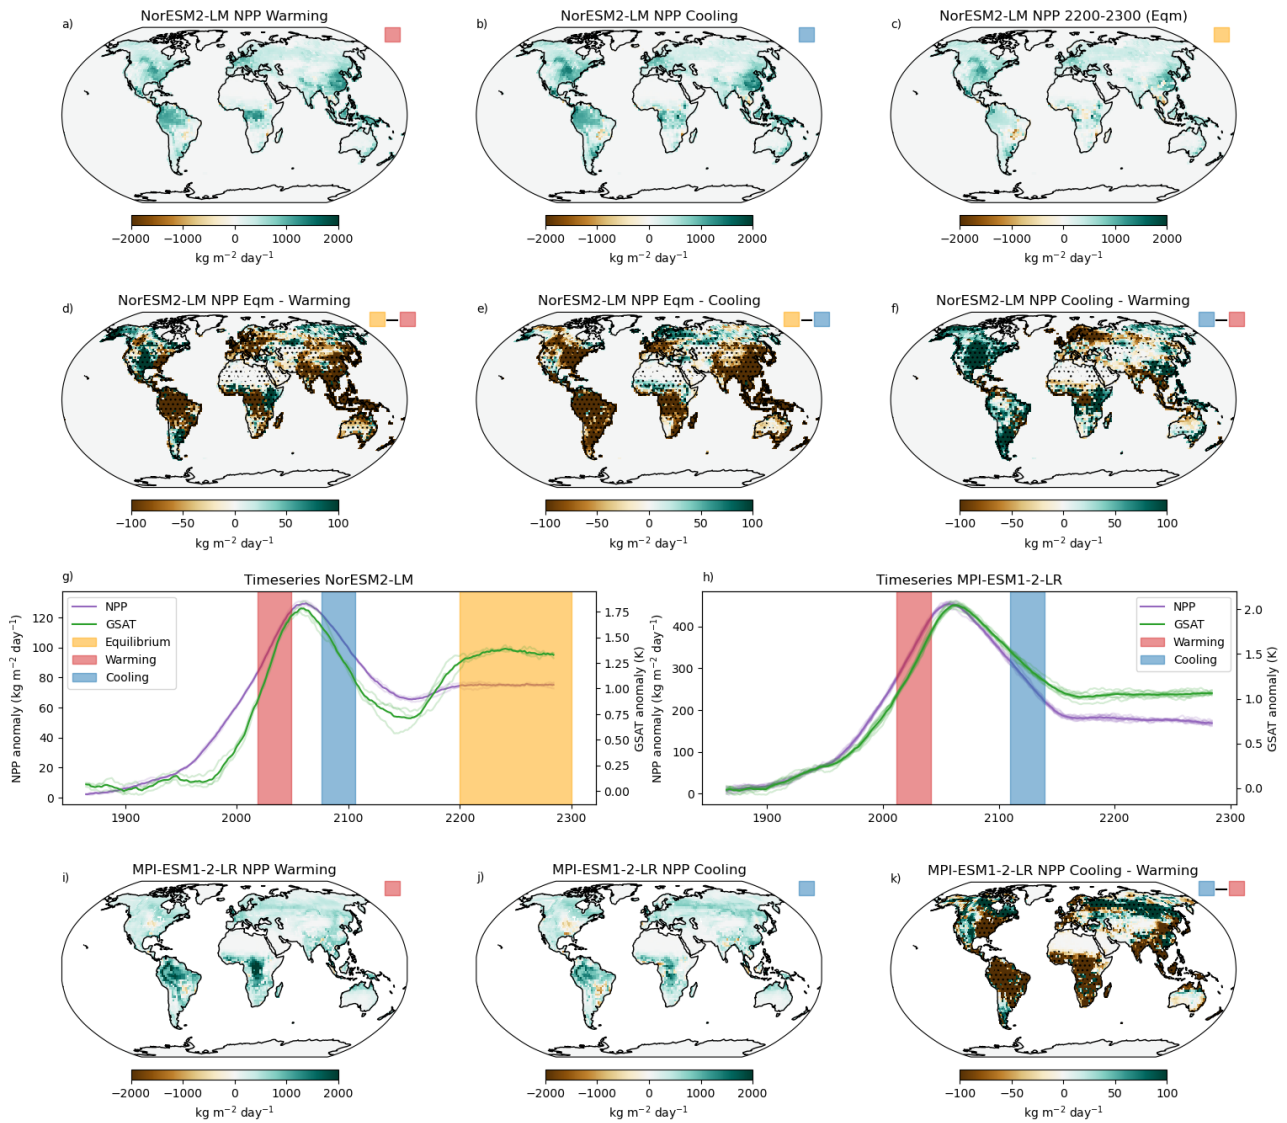 a) NorESM2-LM NPP Warming
b) NorESM2-LM NPP Cooling
c) NorESM2-LM NPP 2200-2300 (Eqm)
−2000 −1000 0 1000 2000
kg m⁻² day⁻¹
−2000 −1000 0 1000 2000
kg m⁻² day⁻¹
−2000 −1000 0 1000 2000
kg m⁻² day⁻¹
d) NorESM2-LM NPP Eqm - Warming
e) NorESM2-LM NPP Eqm - Cooling
f) NorESM2-LM NPP Cooling - Warming
−100 −50 0 50 100
kg m⁻² day⁻¹
−100 −50 0 50 100
kg m⁻² day⁻¹
−100 −50 0 50 100
kg m⁻² day⁻¹
g) Timeseries NorESM2-LM
NPP anomaly (kg m⁻² day⁻¹)
120
100
80
60
40
20
0
NPP
GSAT
Equilibrium
Warming
Cooling
1.75
1.50
1.25
1.00
0.75
0.50
0.25
0.00
GSAT anomaly (K)
1900 2000 2100 2200 2300
h) Timeseries MPI-ESM1-2-LR
NPP anomaly (kg m⁻² day⁻¹)
400
300
200
100
0
NPP
GSAT
Warming
Cooling
2.0
1.5
1.0
0.5
0.0
GSAT anomaly (K)
1900 2000 2100 2200 2300
i) MPI-ESM1-2-LR NPP Warming
j) MPI-ESM1-2-LR NPP Cooling
k) MPI-ESM1-2-LR NPP Cooling - Warming
−2000 −1000 0 1000 2000
kg m⁻² day⁻¹
−2000 −1000 0 1000 2000
kg m⁻² day⁻¹
−100 −50 0 50 100
kg m⁻² day⁻¹